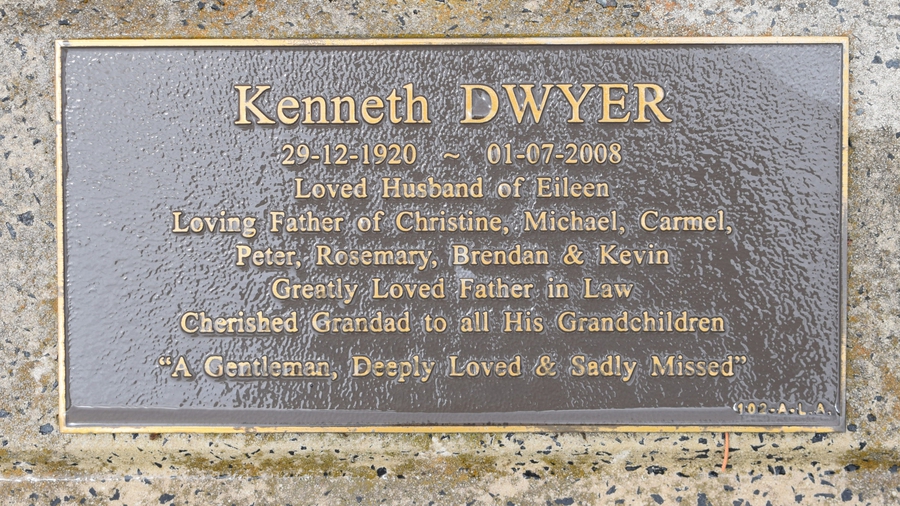 Kenneth DWYER
29-12-1920 ~ 01-07-2008
Loved Husband of Eileen
Loving Father of Christine, Michael, Carmel,
Peter, Rosemary, Brendan & Kevin
Greatly Loved Father in Law
Cherished Grandad to all His Grandchildren
“A Gentleman, Deeply Loved & Sadly Missed”
102-A-L.A.